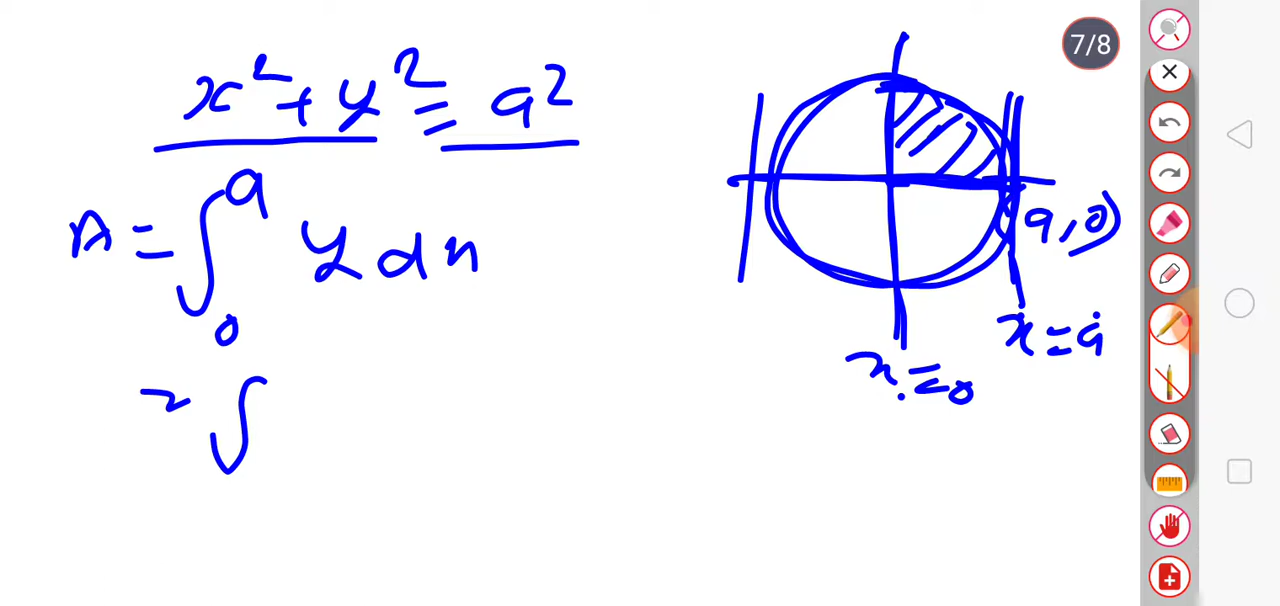 x² + y² = a²
7/8
A = ∫₀ᵃ y dx
(a, 0)
x = a
x = 0
= ∫